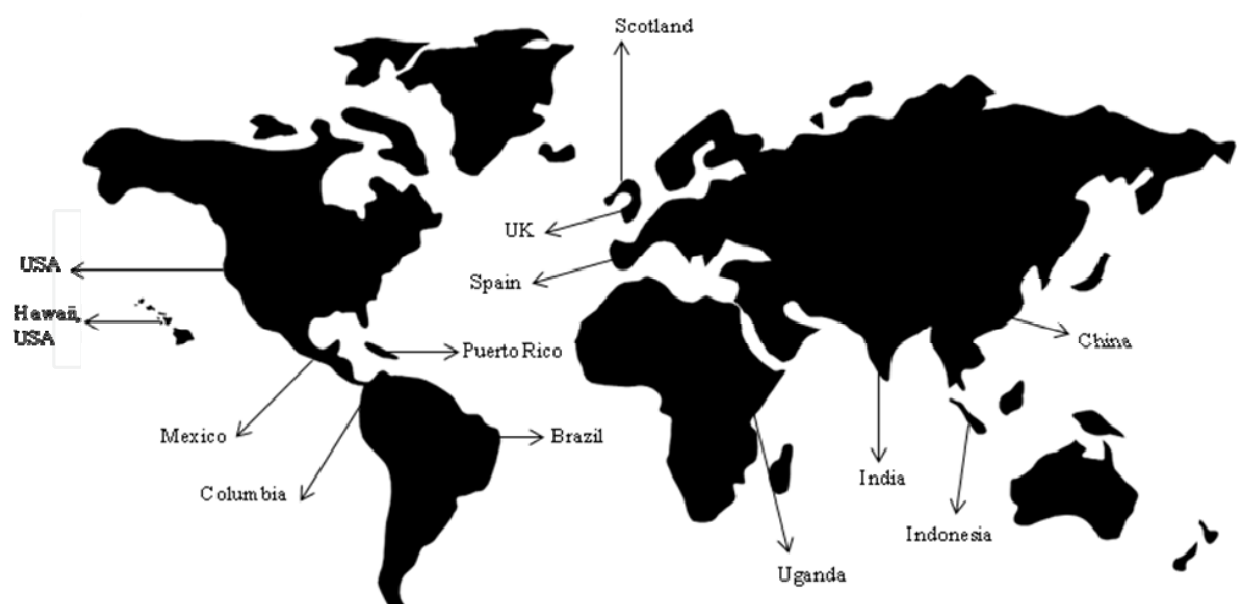 Scotland
UK
Spain
USA
Hawaii,
USA
Puerto Rico
China
Mexico
Brazil
Columbia
India
Indonesia
Uganda